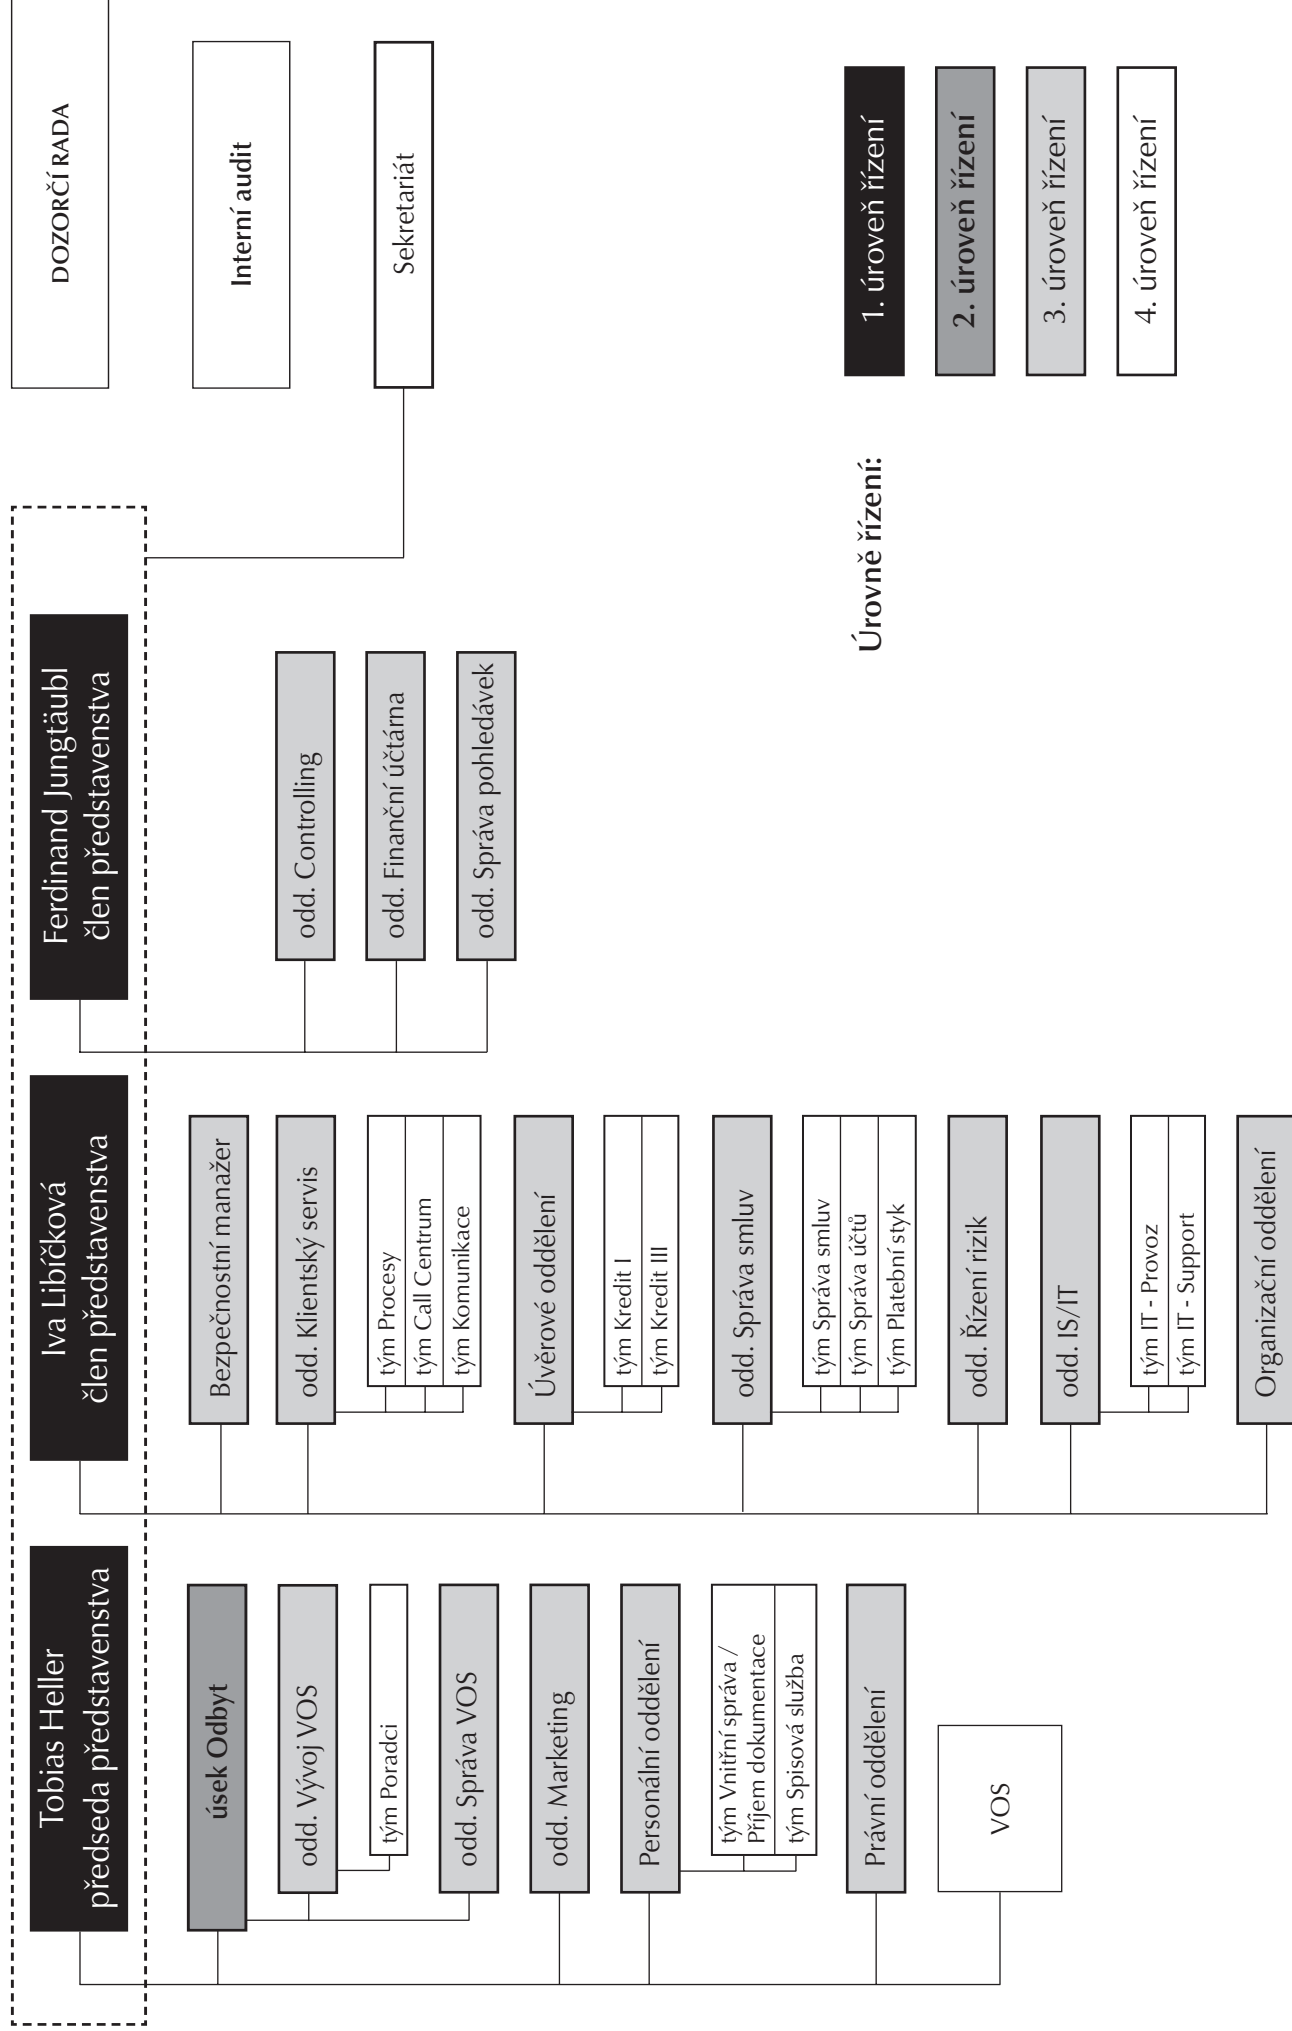 Tobias Heller
předseda představenstva
úsek Odbyt
odd. Vývoj VOS
tým Poradci
odd. Správa VOS
odd. Marketing
Personální oddělení
tým Vnitřní správa /
Příjem dokumentace
tým Spisová služba
Právní oddělení
VOS
Iva Libíčková
člen představenstva
Bezpečnostní manažer
odd. Klientský servis
tým Procesy
tým Call Centrum
tým Komunikace
Úvěrové oddělení
tým Kredit I
tým Kredit III
odd. Správa smluv
tým Správa smluv
tým Správa účtů
tým Platební styk
odd. Řízení rizik
odd. IS/IT
tým IT - Provoz
tým IT - Support
Organizační oddělení
Ferdinand Jungtäubl
člen představenstva
odd. Controlling
odd. Finanční účtárna
odd. Správa pohledávek
DOZORČÍ RADA
Interní audit
Sekretariát
Úrovně řízení:
1. úroveň řízení
2. úroveň řízení
3. úroveň řízení
4. úroveň řízení